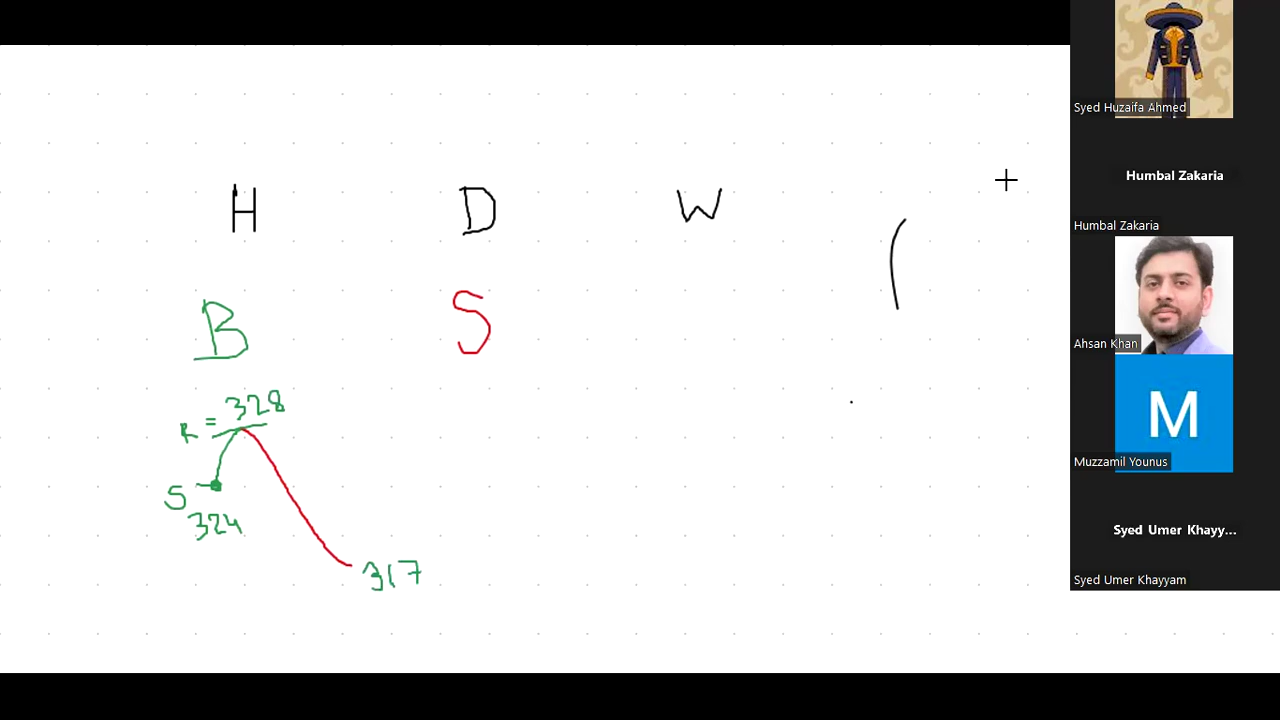 H D W
B S
R = 328
S
324
317
(
Syed Huzaifa Ahmed
Humbal Zakaria
Humbal Zakaria
Ahsan Khan
M
Muzzamil Younus
Syed Umer Khayy...
Syed Umer Khayyam